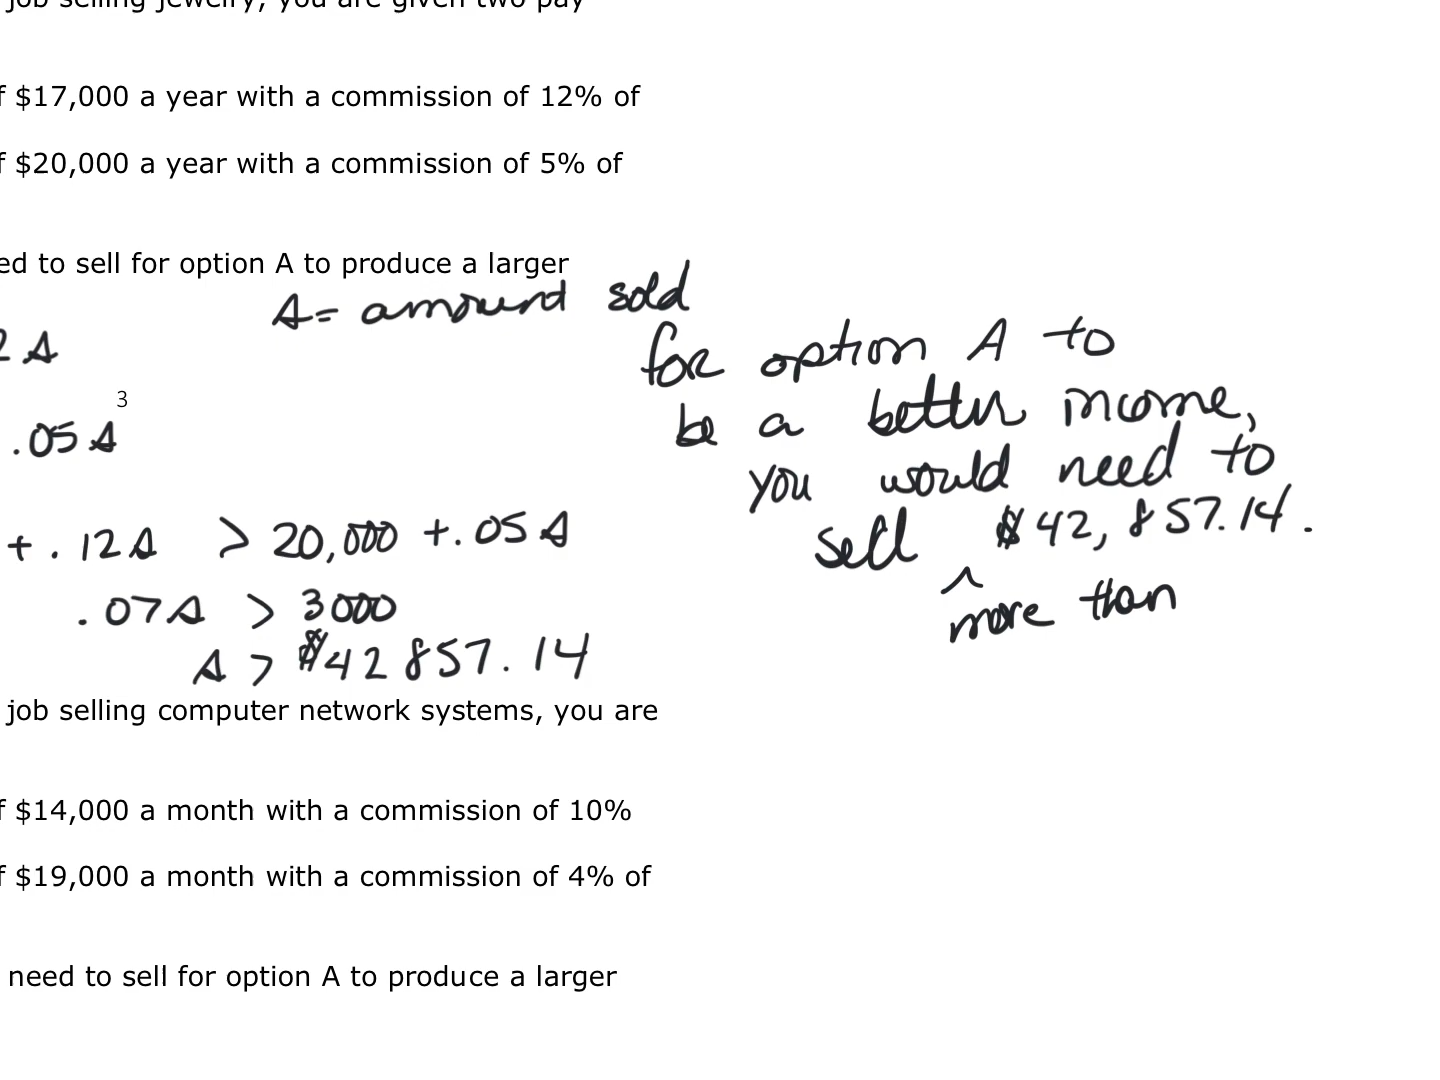 job selling jewelry, you are given two pay
f $17,000 a year with a commission of 12% of
f $20,000 a year with a commission of 5% of
ed to sell for option A to produce a larger
A = amount sold
2 A
.05 A
3
for option A to
be a better income,
you would need to
sell $42,857.14.
^
more than
+ .12A > 20,000 + .05A
.07A > 3000
A > $42857.14
job selling computer network systems, you are
f $14,000 a month with a commission of 10%
f $19,000 a month with a commission of 4% of
need to sell for option A to produce a larger